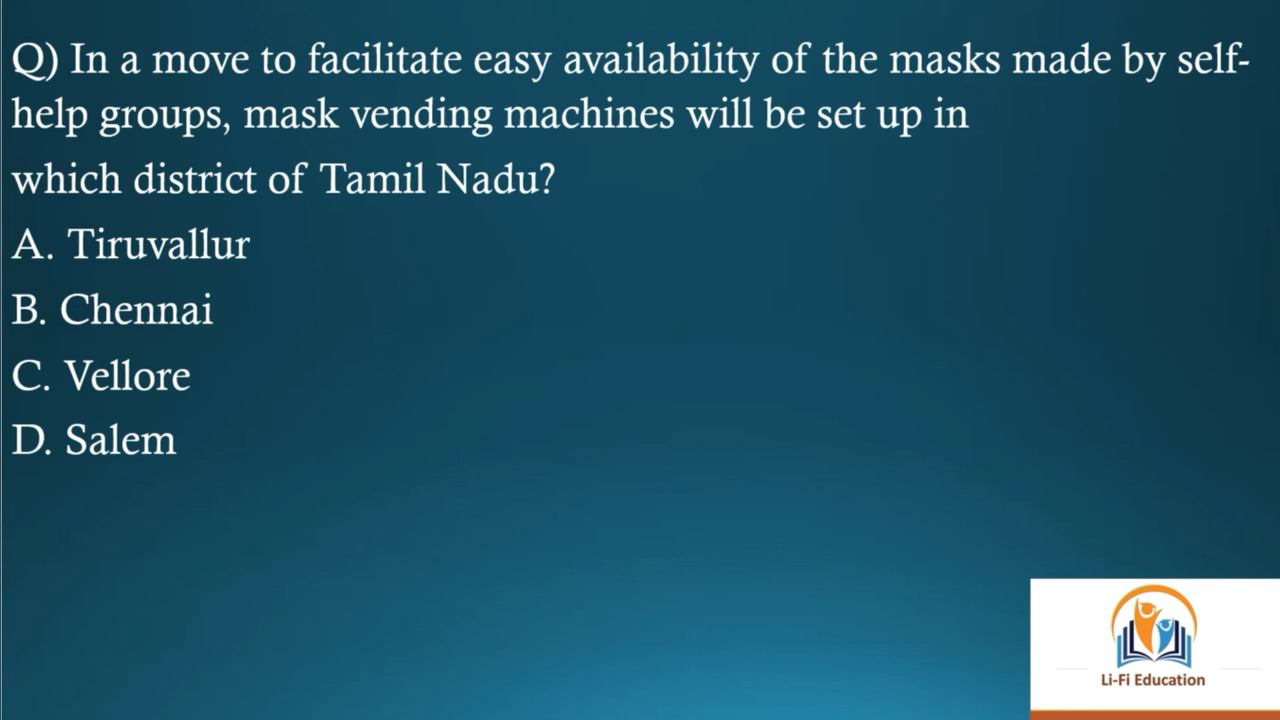 Q) In a move to facilitate easy availability of the masks made by self-
help groups, mask vending machines will be set up in
which district of Tamil Nadu?
A. Tiruvallur
B. Chennai
C. Vellore
D. Salem
Li-Fi Education